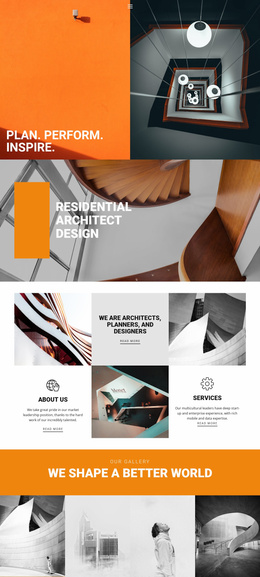 PLAN. PERFORM.
INSPIRE.
RESIDENTIAL
ARCHITECT
DESIGN
WE ARE ARCHITECTS,
PLANNERS, AND
DESIGNERS
READ MORE
ABOUT US
We take great pride in our market
leadership position, thanks to the hard
work of our incredibly talented.
READ MORE
SERVICES
Our multicultural leaders have deep start-
up and enterprise experience, with rich
models and data expertise.
READ MORE
OUR GALLERY
WE SHAPE A BETTER WORLD